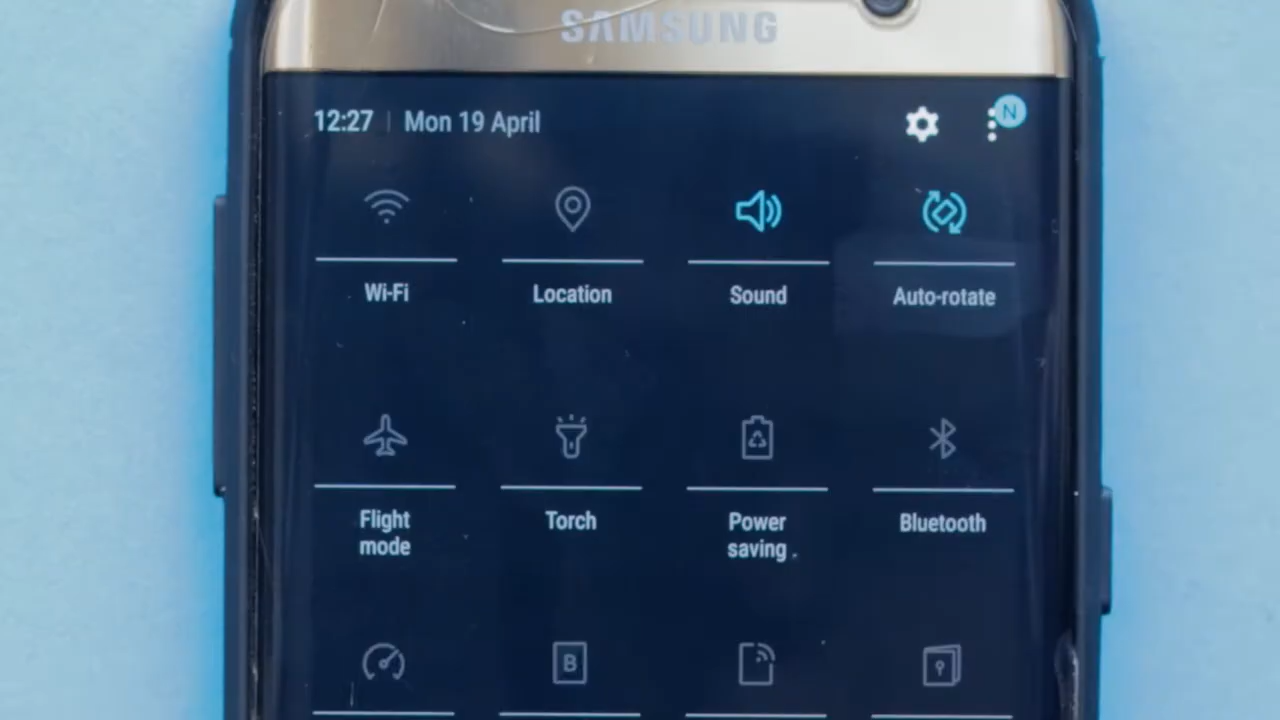 SAMSUNG
12:27 | Mon 19 April
N
Wi-Fi
Location
Sound
Auto-rotate
Flight
mode
Torch
Power
saving
Bluetooth
B